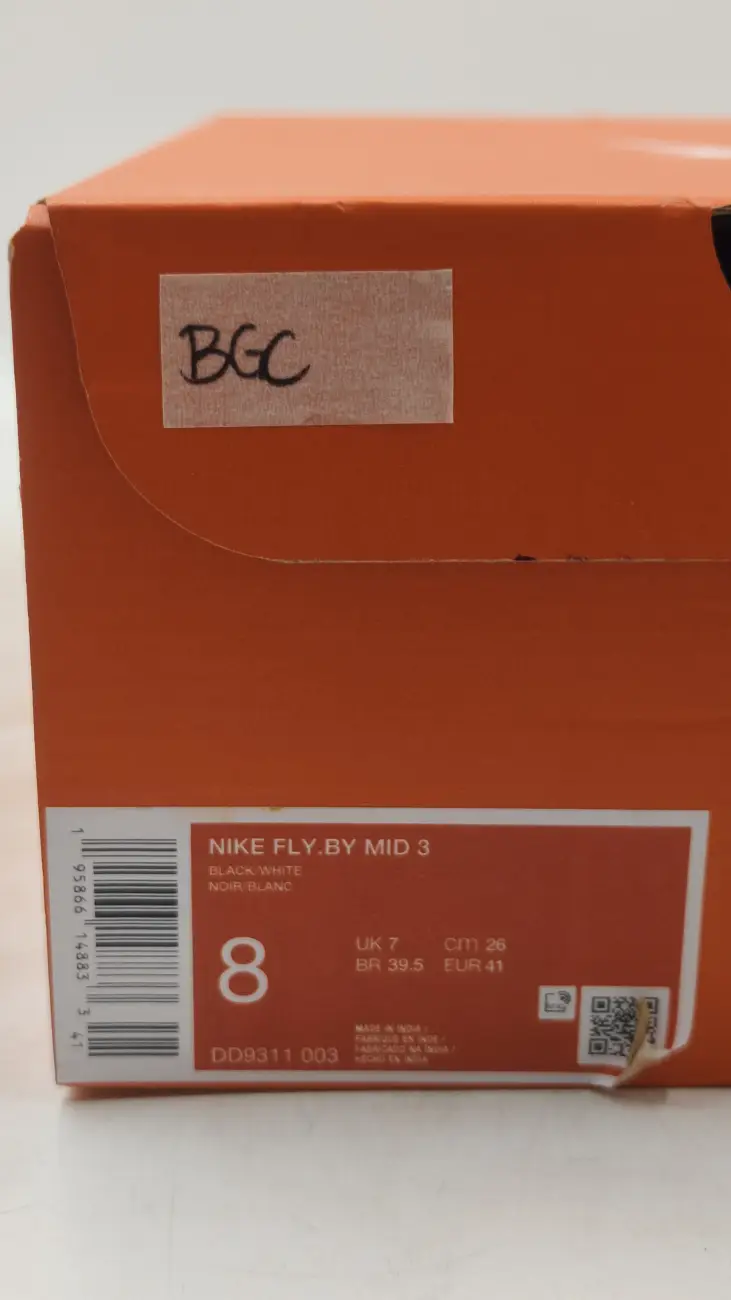 BGC
NIKE FLY.BY MID 3
BLACK/WHITE
NOIR/BLANC
8
UK 7 cm 26
BR 39.5 EUR 41
DD9311 003
MADE IN INDIA /
FABRIQUÉ EN INDE /
FABRICADO NA ÍNDIA /
HECHO EN INDIA
1 95866 14883 3 41